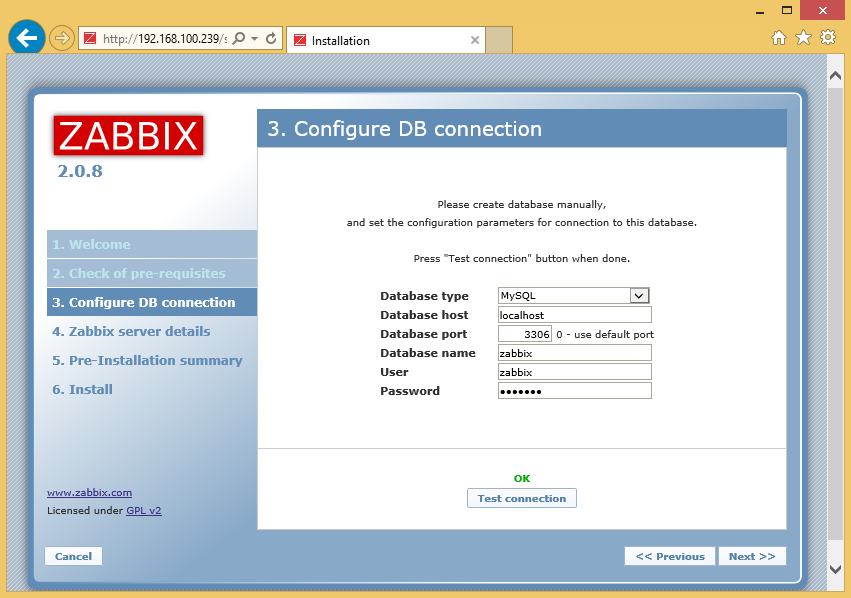 http://192.168.100.239/
Installation
ZABBIX
2.0.8
1. Welcome
2. Check of pre-requisites
3. Configure DB connection
4. Zabbix server details
5. Pre-Installation summary
6. Install
www.zabbix.com
Licensed under GPL v2
3. Configure DB connection
Please create database manually,
and set the configuration parameters for connection to this database.
Press "Test connection" button when done.
Database type MySQL
Database host localhost
Database port 3306 0 - use default port
Database name zabbix
User zabbix
Password •••••••
OK
Test connection
Cancel
<< Previous Next >>